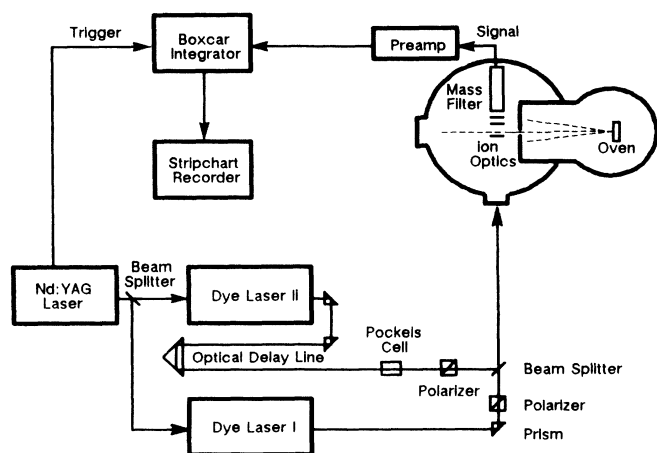 Trigger
Boxcar
Integrator
Preamp
Signal
Mass
Filter
Ion
Optics
Oven
Stripchart
Recorder
Nd:YAG
Laser
Beam
Splitter
Dye Laser II
Optical Delay Line
Pockels
Cell
Polarizer
Beam Splitter
Polarizer
Dye Laser I
Prism